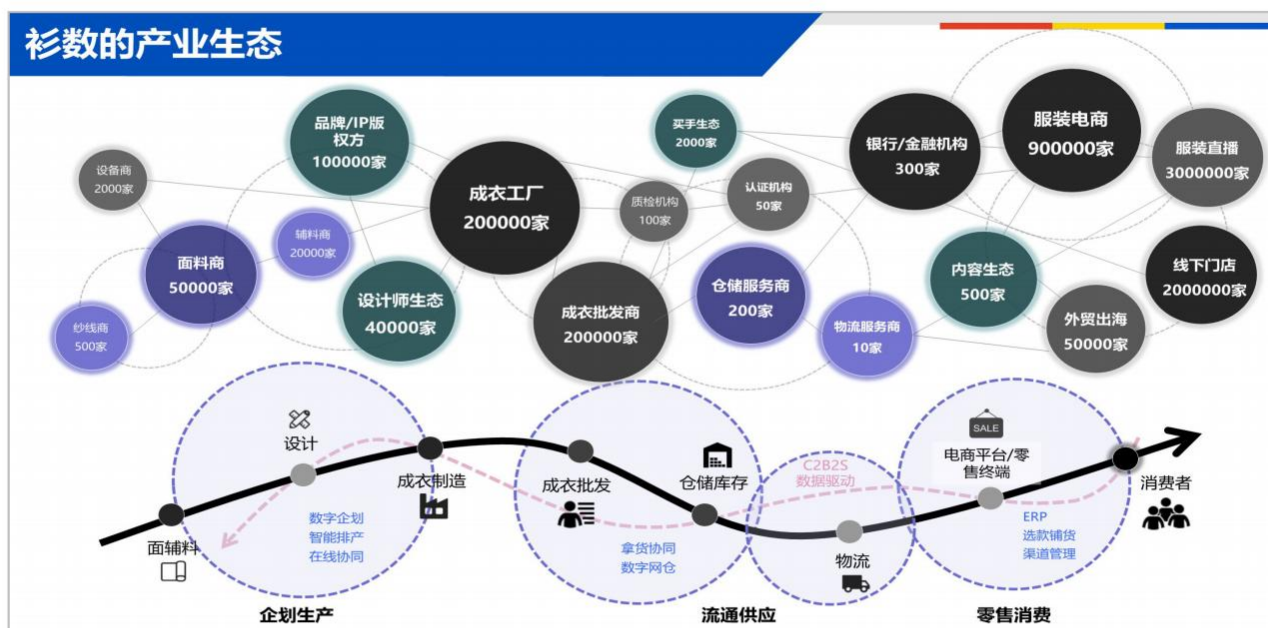 衫数的产业生态
品牌/IP版
权方
100000家
设备商
2000家
面料商
50000家
辅料商
20000家
纱线商
500家
设计师生态
40000家
成衣工厂
200000家
买手生态
2000家
质检机构
100家
认证机构
50家
成衣批发商
200000家
仓储服务商
200家
物流服务商
10家
银行/金融机构
300家
服装电商
900000家
服装直播
3000000家
内容生态
500家
线下门店
2000000家
外贸出海
50000家
面辅料
设计
数字企划
智能排产
在线协同
成衣制造
企划生产
成衣批发
仓储库存
拿货协同
数字网仓
C2B2S
数据驱动
物流
流通供应
SALE
电商平台/零
售终端
ERP
选款铺货
渠道管理
消费者
零售消费